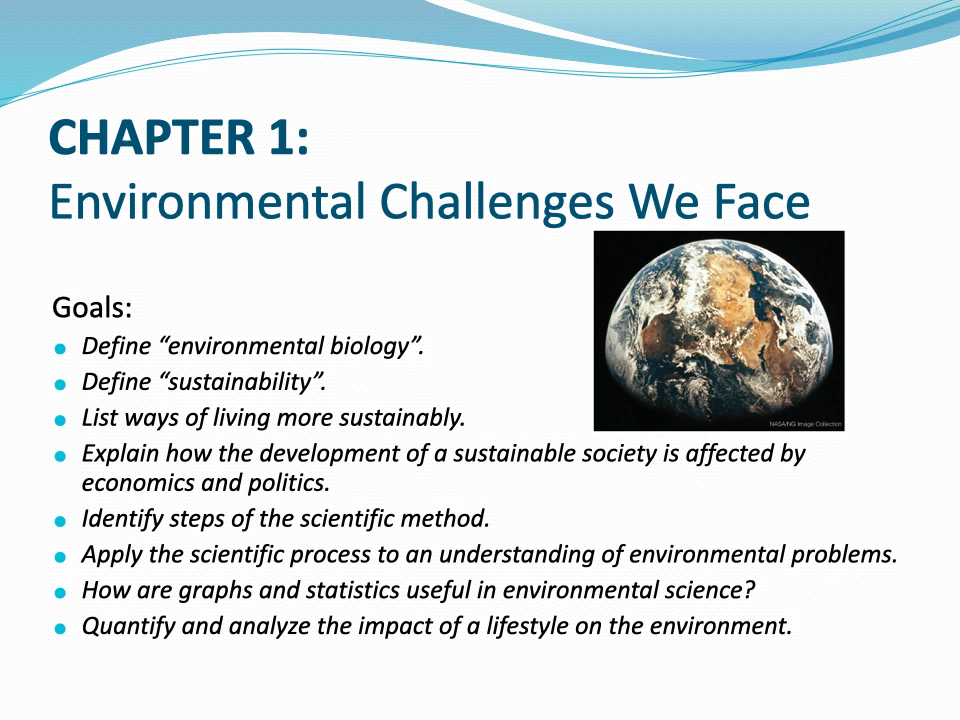 CHAPTER 1:
Environmental Challenges We Face
NASA/NG Image Collection
Goals:
Define “environmental biology”.
Define “sustainability”.
List ways of living more sustainably.
Explain how the development of a sustainable society is affected by
economics and politics.
Identify steps of the scientific method.
Apply the scientific process to an understanding of environmental problems.
How are graphs and statistics useful in environmental science?
Quantify and analyze the impact of a lifestyle on the environment.